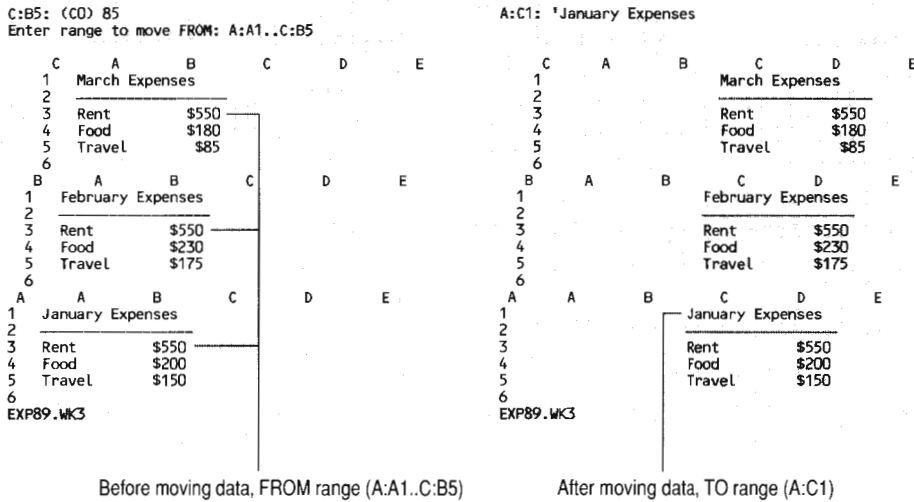 C:B5: (C0) 85
Enter range to move FROM: A:A1..C:B5
C A B C D E
1 March Expenses
2
3 Rent $550
4 Food $180
5 Travel $85
6
B A B C D E
1 February Expenses
2
3 Rent $550
4 Food $230
5 Travel $175
6
A A B C D E
1 January Expenses
2
3 Rent $550
4 Food $200
5 Travel $150
6
EXP89.WK3
Before moving data, FROM range (A:A1..C:B5)
A:C1: 'January Expenses
C A B C D E
1 March Expenses
2
3 Rent $550
4 Food $180
5 Travel $85
6
B A B C D E
1 February Expenses
2
3 Rent $550
4 Food $230
5 Travel $175
6
A A B C D E
1 January Expenses
2
3 Rent $550
4 Food $200
5 Travel $150
6
EXP89.WK3
After moving data, TO range (A:C1)